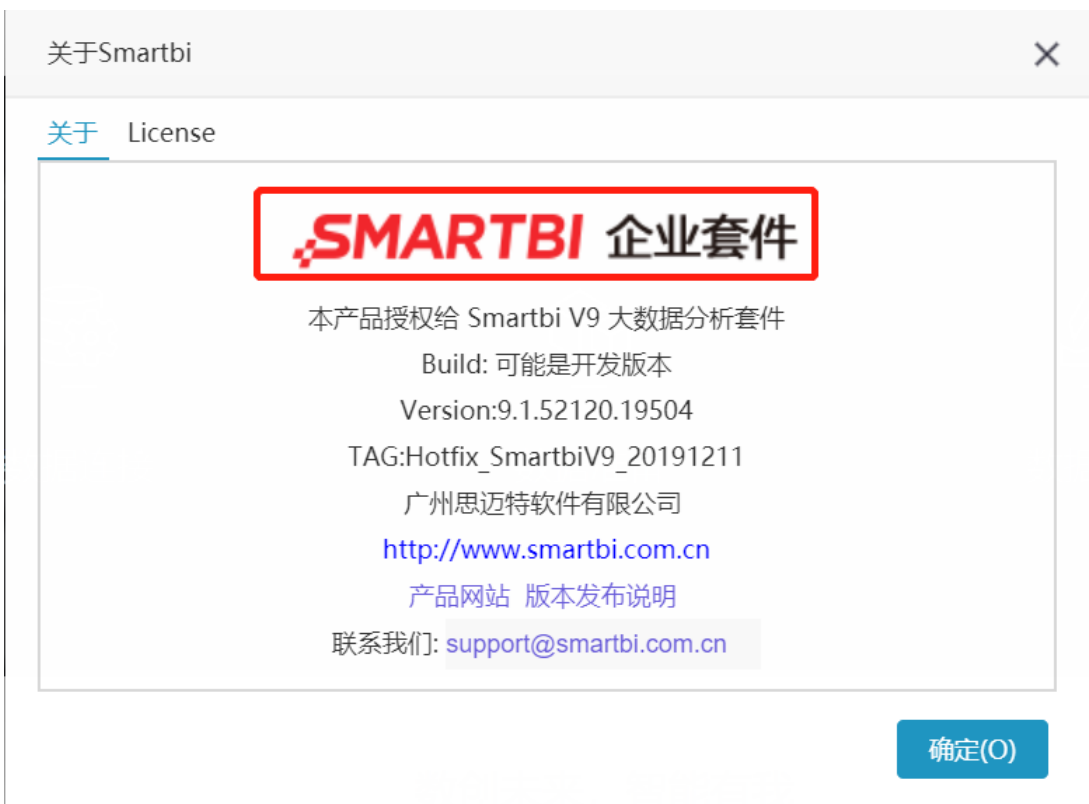 关于Smartbi
关于 License
SMARTBI 企业套件
本产品授权给 Smartbi V9 大数据分析套件
Build: 可能是开发版本
Version:9.1.52120.19504
TAG:Hotfix_SmartbiV9_20191211
广州思迈特软件有限公司
http://www.smartbi.com.cn
产品网站 版本发布说明
联系我们: support@smartbi.com.cn
确定(O)